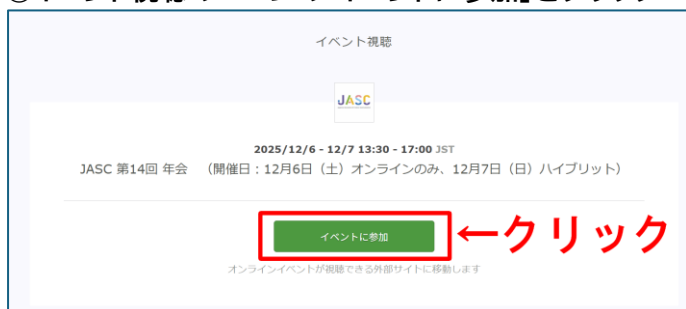 イベント視聴
JASC
2025/12/6 - 12/7 13:30 - 17:00 JST
JASC 第14回 年会 （開催日：12月6日（土）オンラインのみ、12月7日（日）ハイブリット）
イベントに参加
←クリック
オンラインイベントが視聴できる外部サイトに移動します